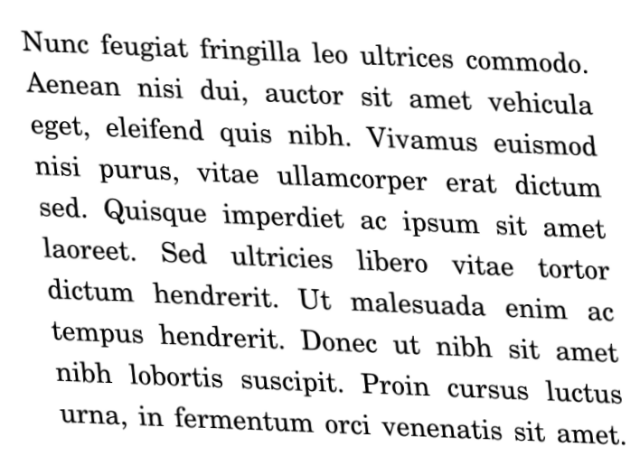 Nunc feugiat fringilla leo ultrices commodo.
Aenean nisi dui, auctor sit amet vehicula
eget, eleifend quis nibh. Vivamus euismod
nisi purus, vitae ullamcorper erat dictum
sed. Quisque imperdiet ac ipsum sit amet
laoreet. Sed ultricies libero vitae tortor
dictum hendrerit. Ut malesuada enim ac
tempus hendrerit. Donec ut nibh sit amet
nibh lobortis suscipit. Proin cursus luctus
urna, in fermentum orci venenatis sit amet.